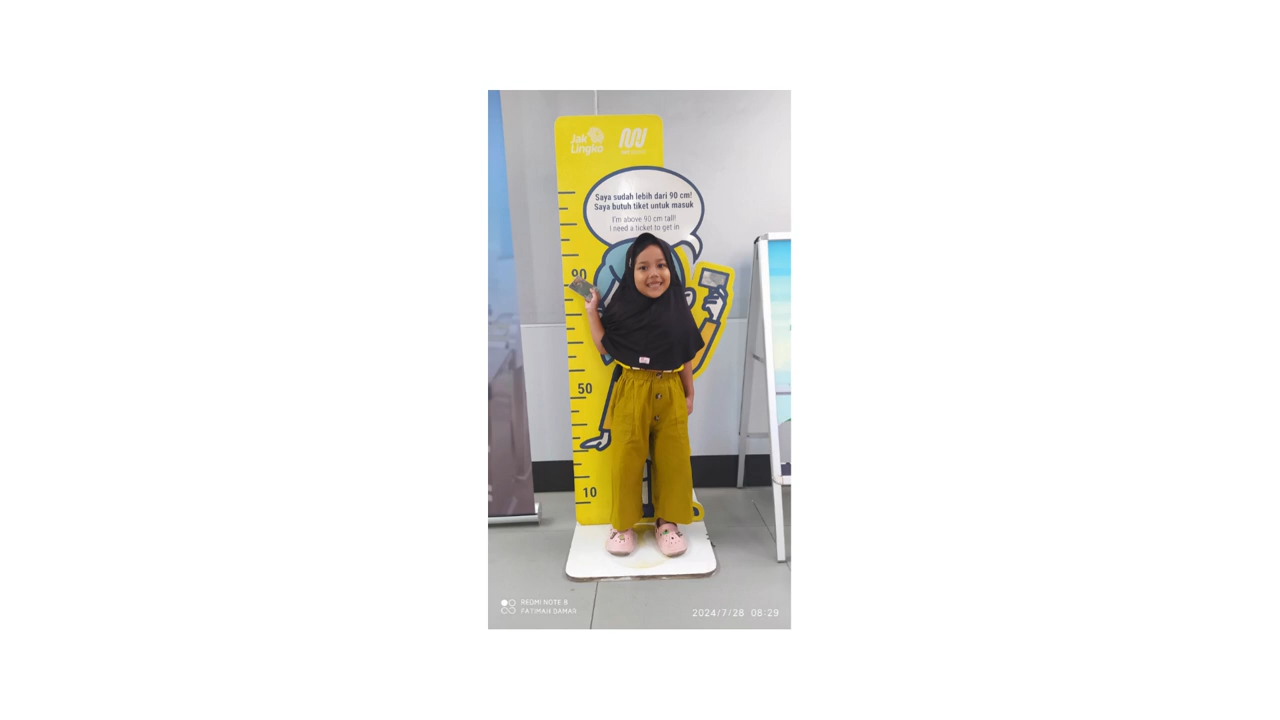 Jak
Lingko
Saya sudah lebih dari 90 cm!
Saya butuh tiket untuk masuk
I'm above 90 cm tall!
I need a ticket to get in
90
50
10
REDMI NOTE 8
FATIMAH DAMAR
2024/7/28 08:29